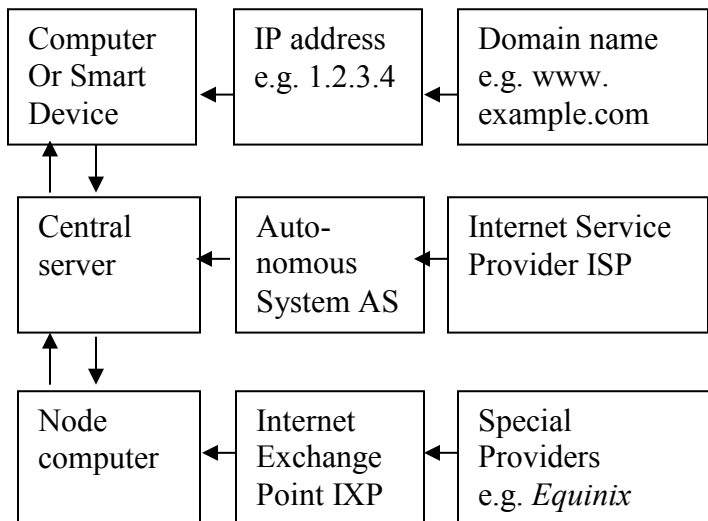 Computer
Or Smart
Device
IP address
e.g. 1.2.3.4
Domain name
e.g. www.
example.com
Central
server
Auto-
nomous
System AS
Internet Service
Provider ISP
Node
computer
Internet
Exchange
Point IXP
Special
Providers
e.g. Equinix